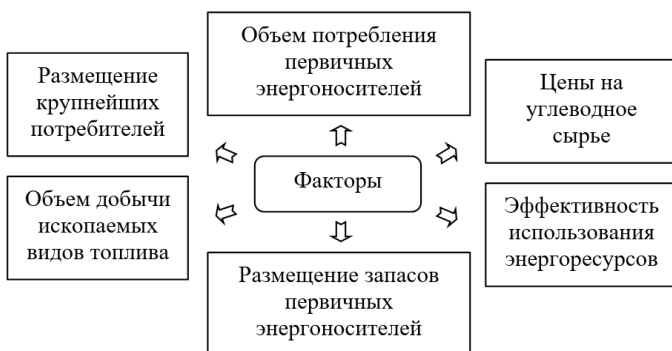 Объем потребления
первичных
энергоносителей
Размещение
крупнейших
потребителей
Цены на
углеводное
сырье
Факторы
Объем добычи
ископаемых
видов топлива
Эффективность
использования
энергоресурсов
Размещение запасов
первичных
энергоносителей